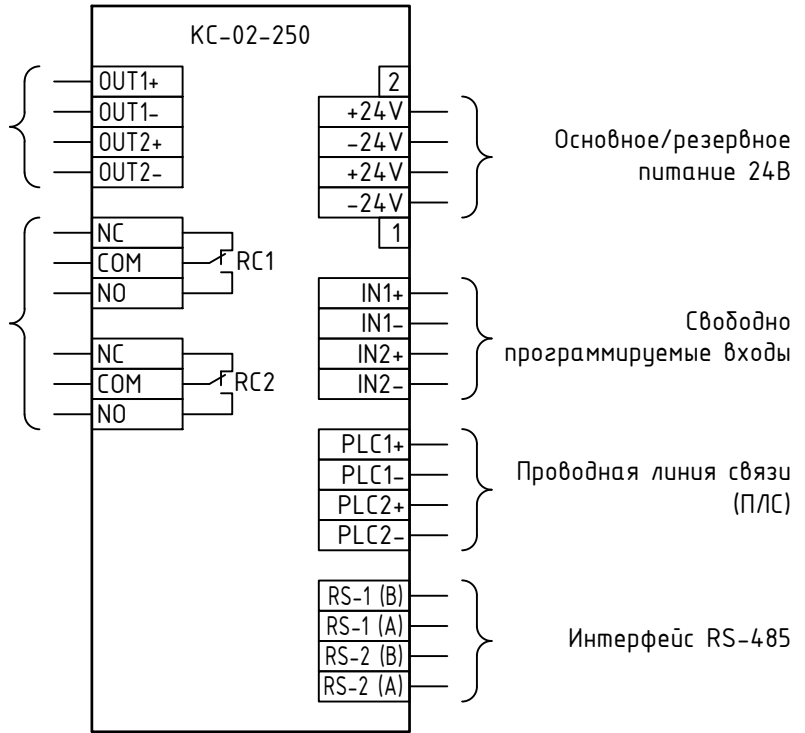 КС-02-250
OUT1+
OUT1-
OUT2+
OUT2-
NC
COM
NO
RC1
NC
COM
NO
RC2
2
+24V
-24V
+24V
-24V
1
Основное/резервное
питание 24В
IN1+
IN1-
IN2+
IN2-
Свободно
программируемые входы
PLC1+
PLC1-
PLC2+
PLC2-
Проводная линия связи
(ПЛС)
RS-1 (B)
RS-1 (A)
RS-2 (B)
RS-2 (A)
Интерфейс RS-485